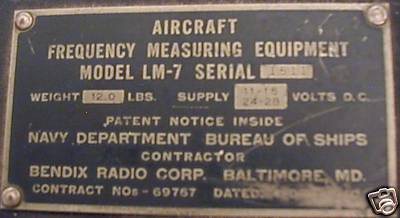 AIRCRAFT
FREQUENCY MEASURING EQUIPMENT
MODEL LM-7 SERIAL 1511
WEIGHT 12.0 LBS. SUPPLY 11-15 24-28 VOLTS D.C.
PATENT NOTICE INSIDE
NAVY DEPARTMENT BUREAU OF SHIPS
CONTRACTOR
BENDIX RADIO CORP. BALTIMORE, MD.
CONTRACT NOS-69767 DATED
ebY